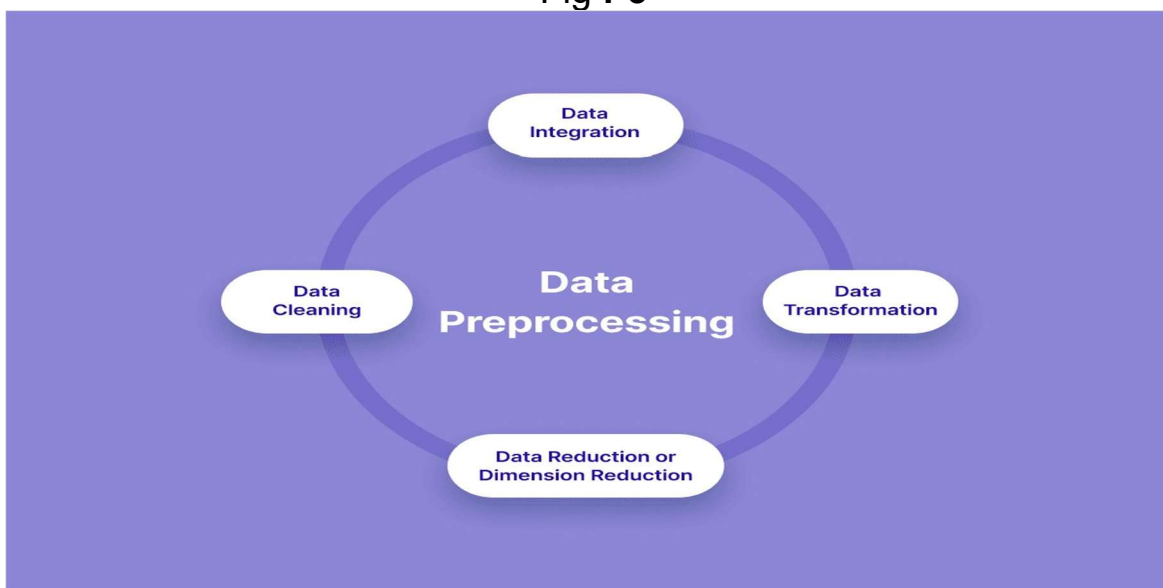 Data
Integration
Data
Cleaning
Data
Preprocessing
Data
Transformation
Data Reduction or
Dimension Reduction